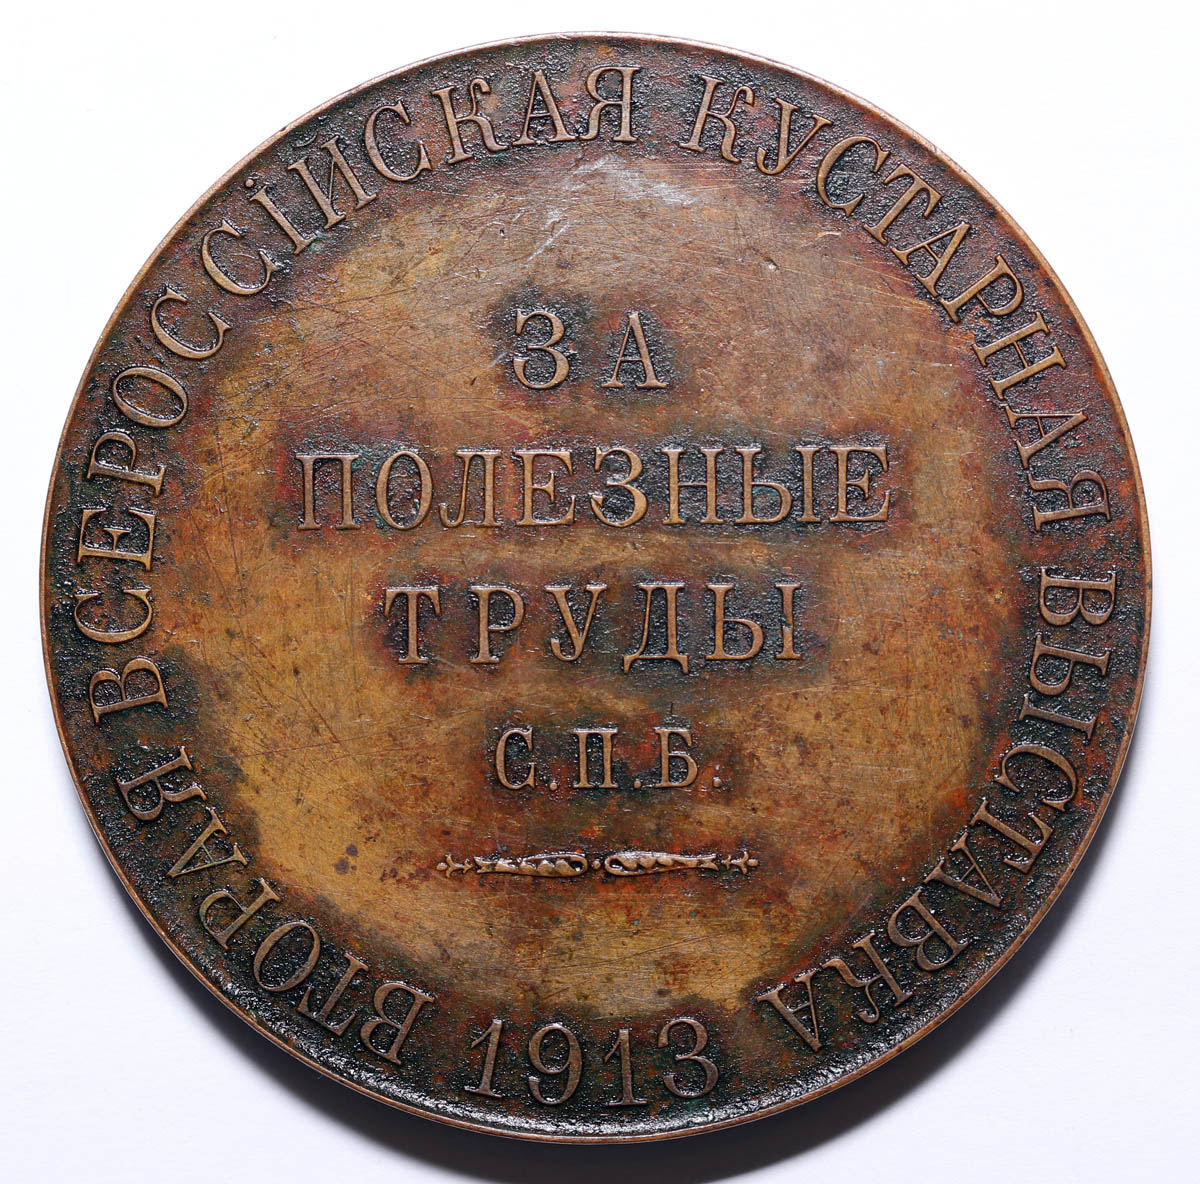 ВТОРАЯ ВСЕРОССІЙСКАЯ КУСТАРНАЯ ВЫСТАВКА
ЗА
ПОЛЕЗНЫЕ
ТРУДЫ
С.П.Б.
1913